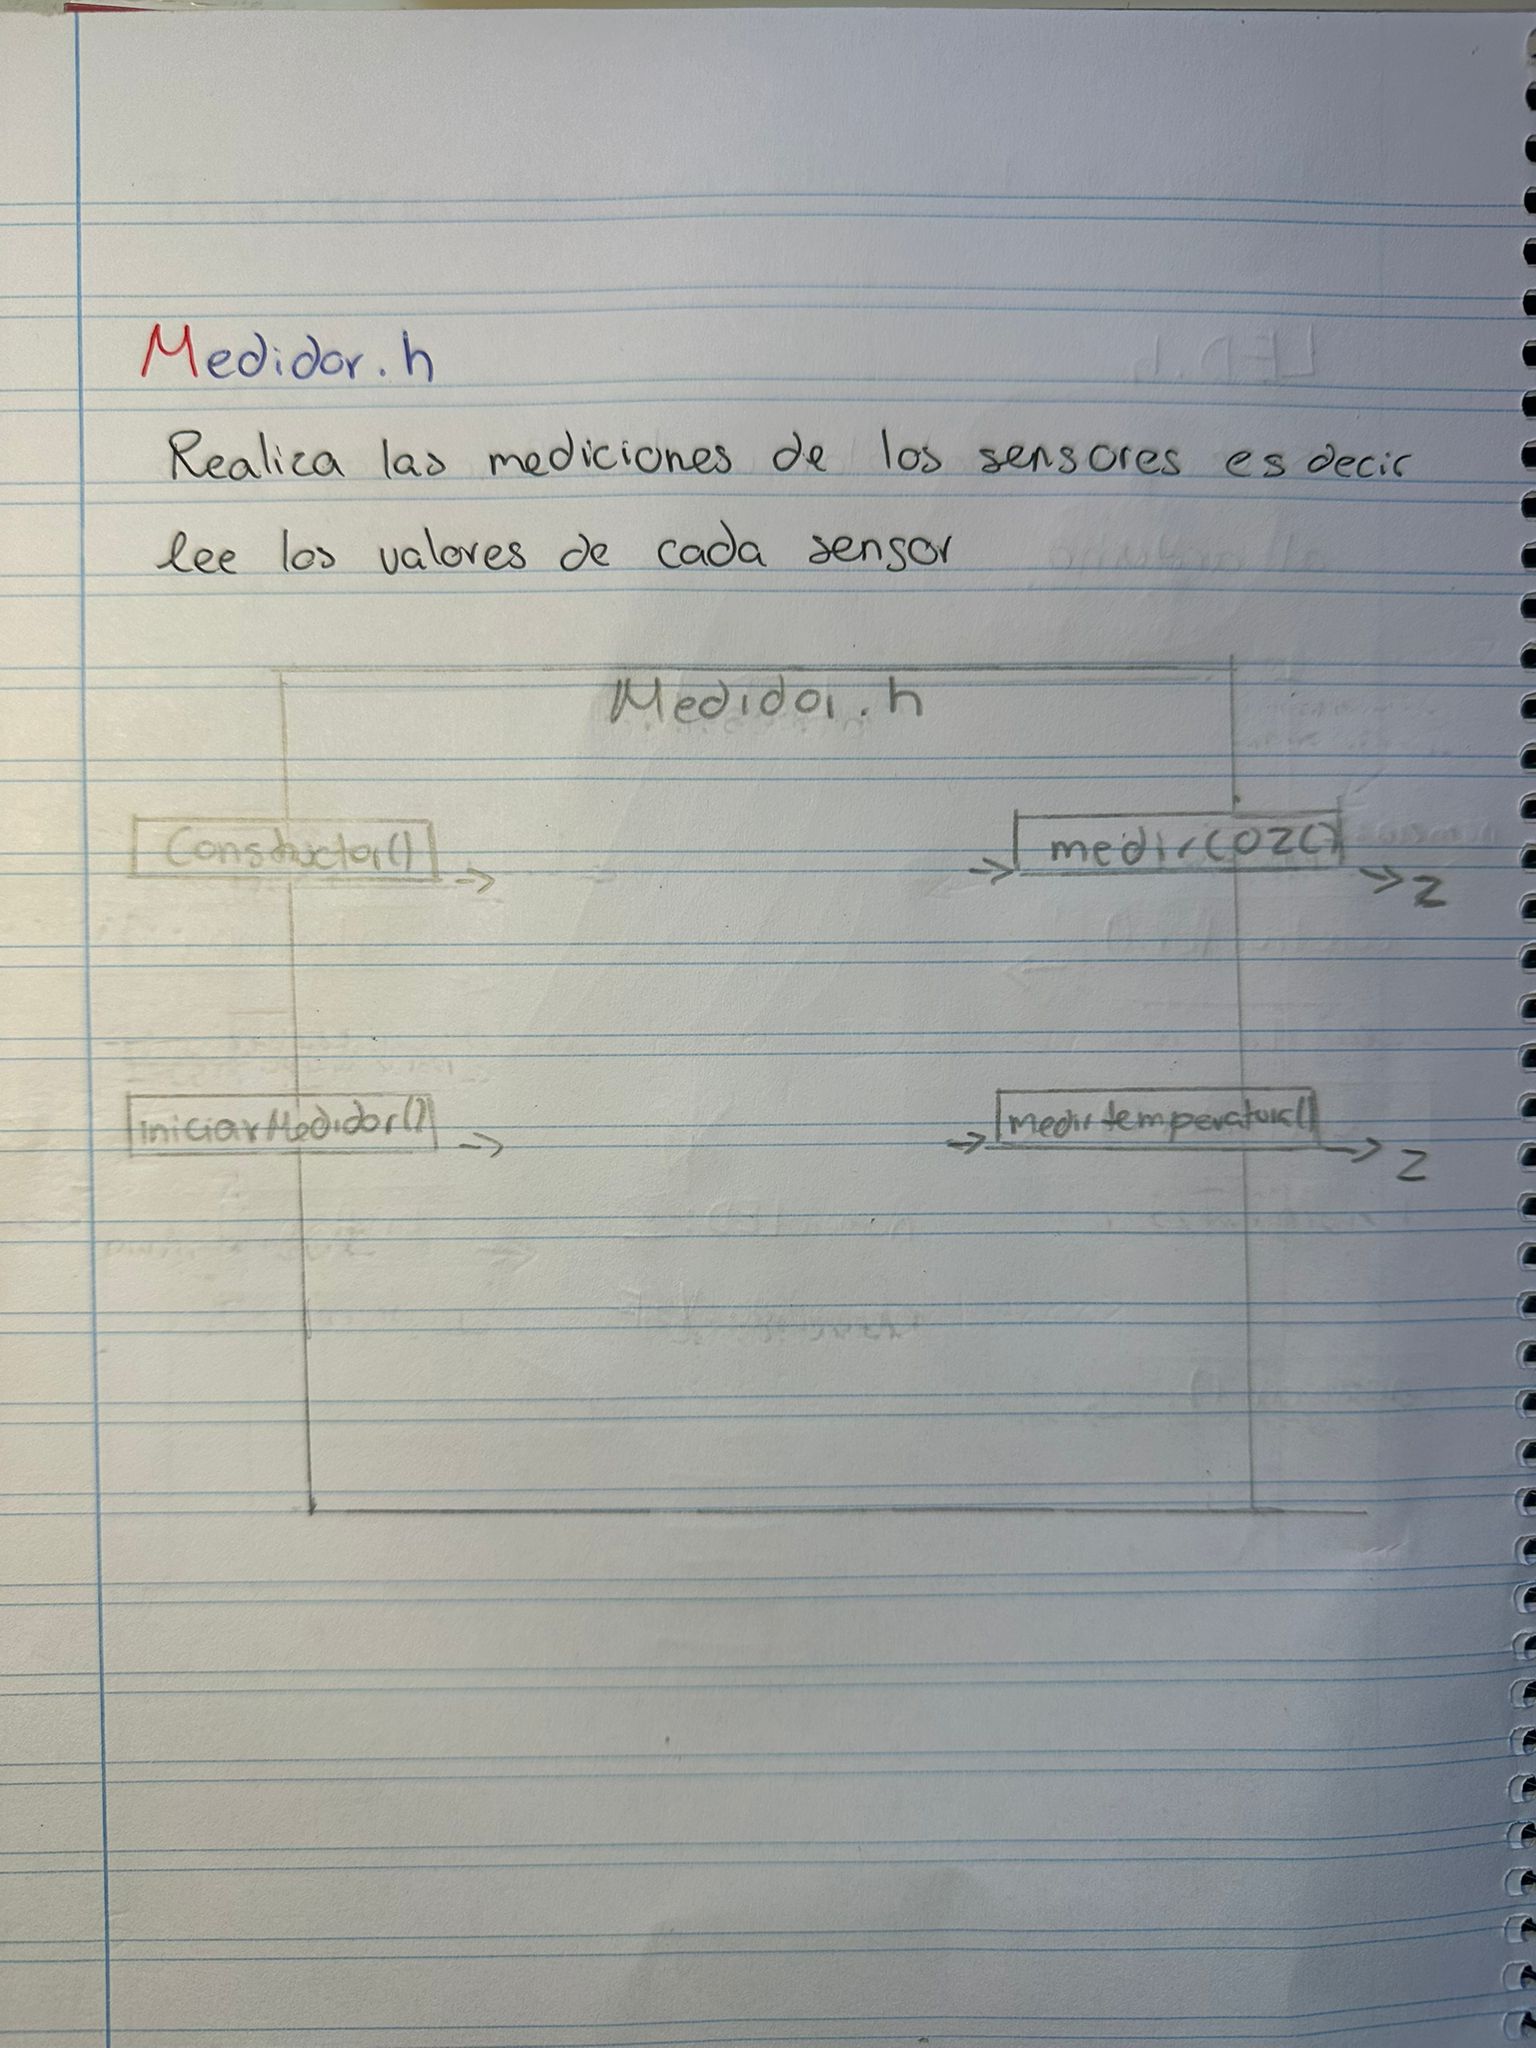 Medidor.h
Realiza las mediciones de los sensores es decir
lee los valores de cada sensor
Medidor.h
Constructor()
medirCO2()
Z
iniciarMedidor()
medirtemperatura()
Z